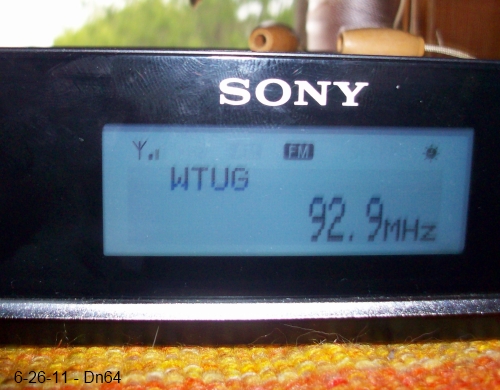 SONY
FM
WTUG
92.9MHz
6-26-11 - Dn64